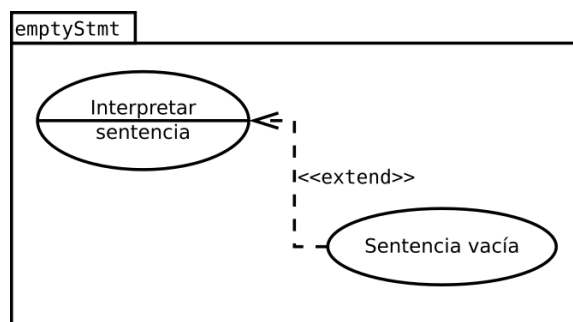 emptyStmt
Interpretar
sentencia
<<extend>>
Sentencia vacía